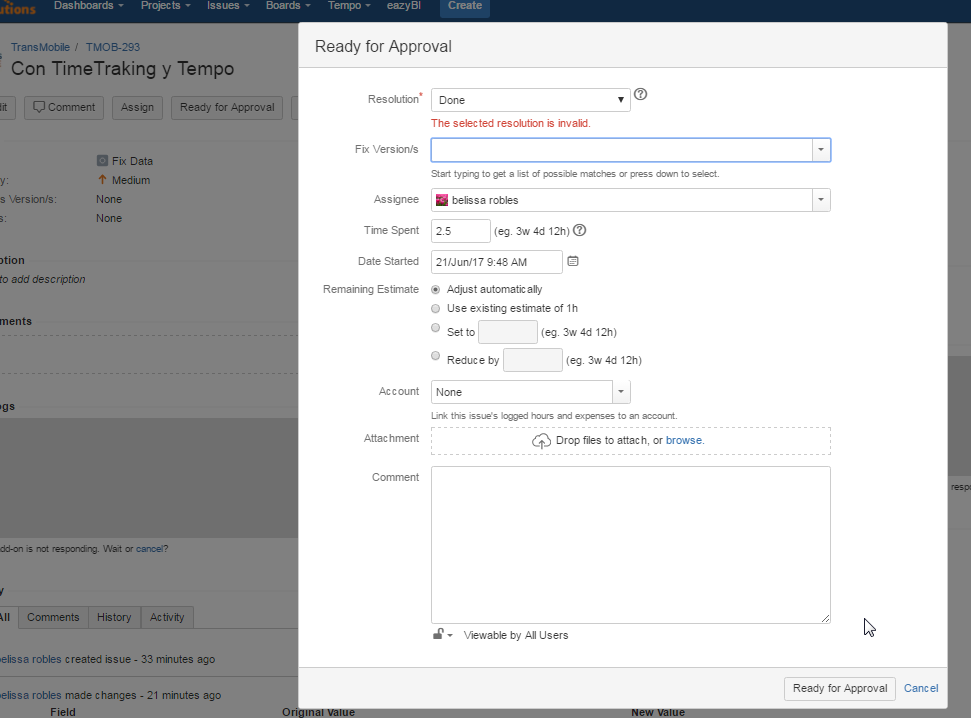 utions Dashboards Projects Issues Boards Tempo eazyBI Create
TransMobile / TMOB-293
Con TimeTraking y Tempo
dit Comment Assign Ready for Approval
Fix Data
y: Medium
s Version/s: None
s: None
ption
to add description
ments
ogs
add-on is not responding. Wait or cancel?
y
All Comments History Activity
elissa robles created issue - 33 minutes ago
elissa robles made changes - 21 minutes ago
Field Original Value New Value
Ready for Approval
Resolution* Done
The selected resolution is invalid.
Fix Version/s
Start typing to get a list of possible matches or press down to select.
Assignee belissa robles
Time Spent 2.5 (eg. 3w 4d 12h)
Date Started 21/Jun/17 9:48 AM
Remaining Estimate Adjust automatically
Use existing estimate of 1h
Set to (eg. 3w 4d 12h)
Reduce by (eg. 3w 4d 12h)
Account None
Link this issue's logged hours and expenses to an account.
Attachment Drop files to attach, or browse.
Comment
Viewable by All Users
Ready for Approval Cancel
resp